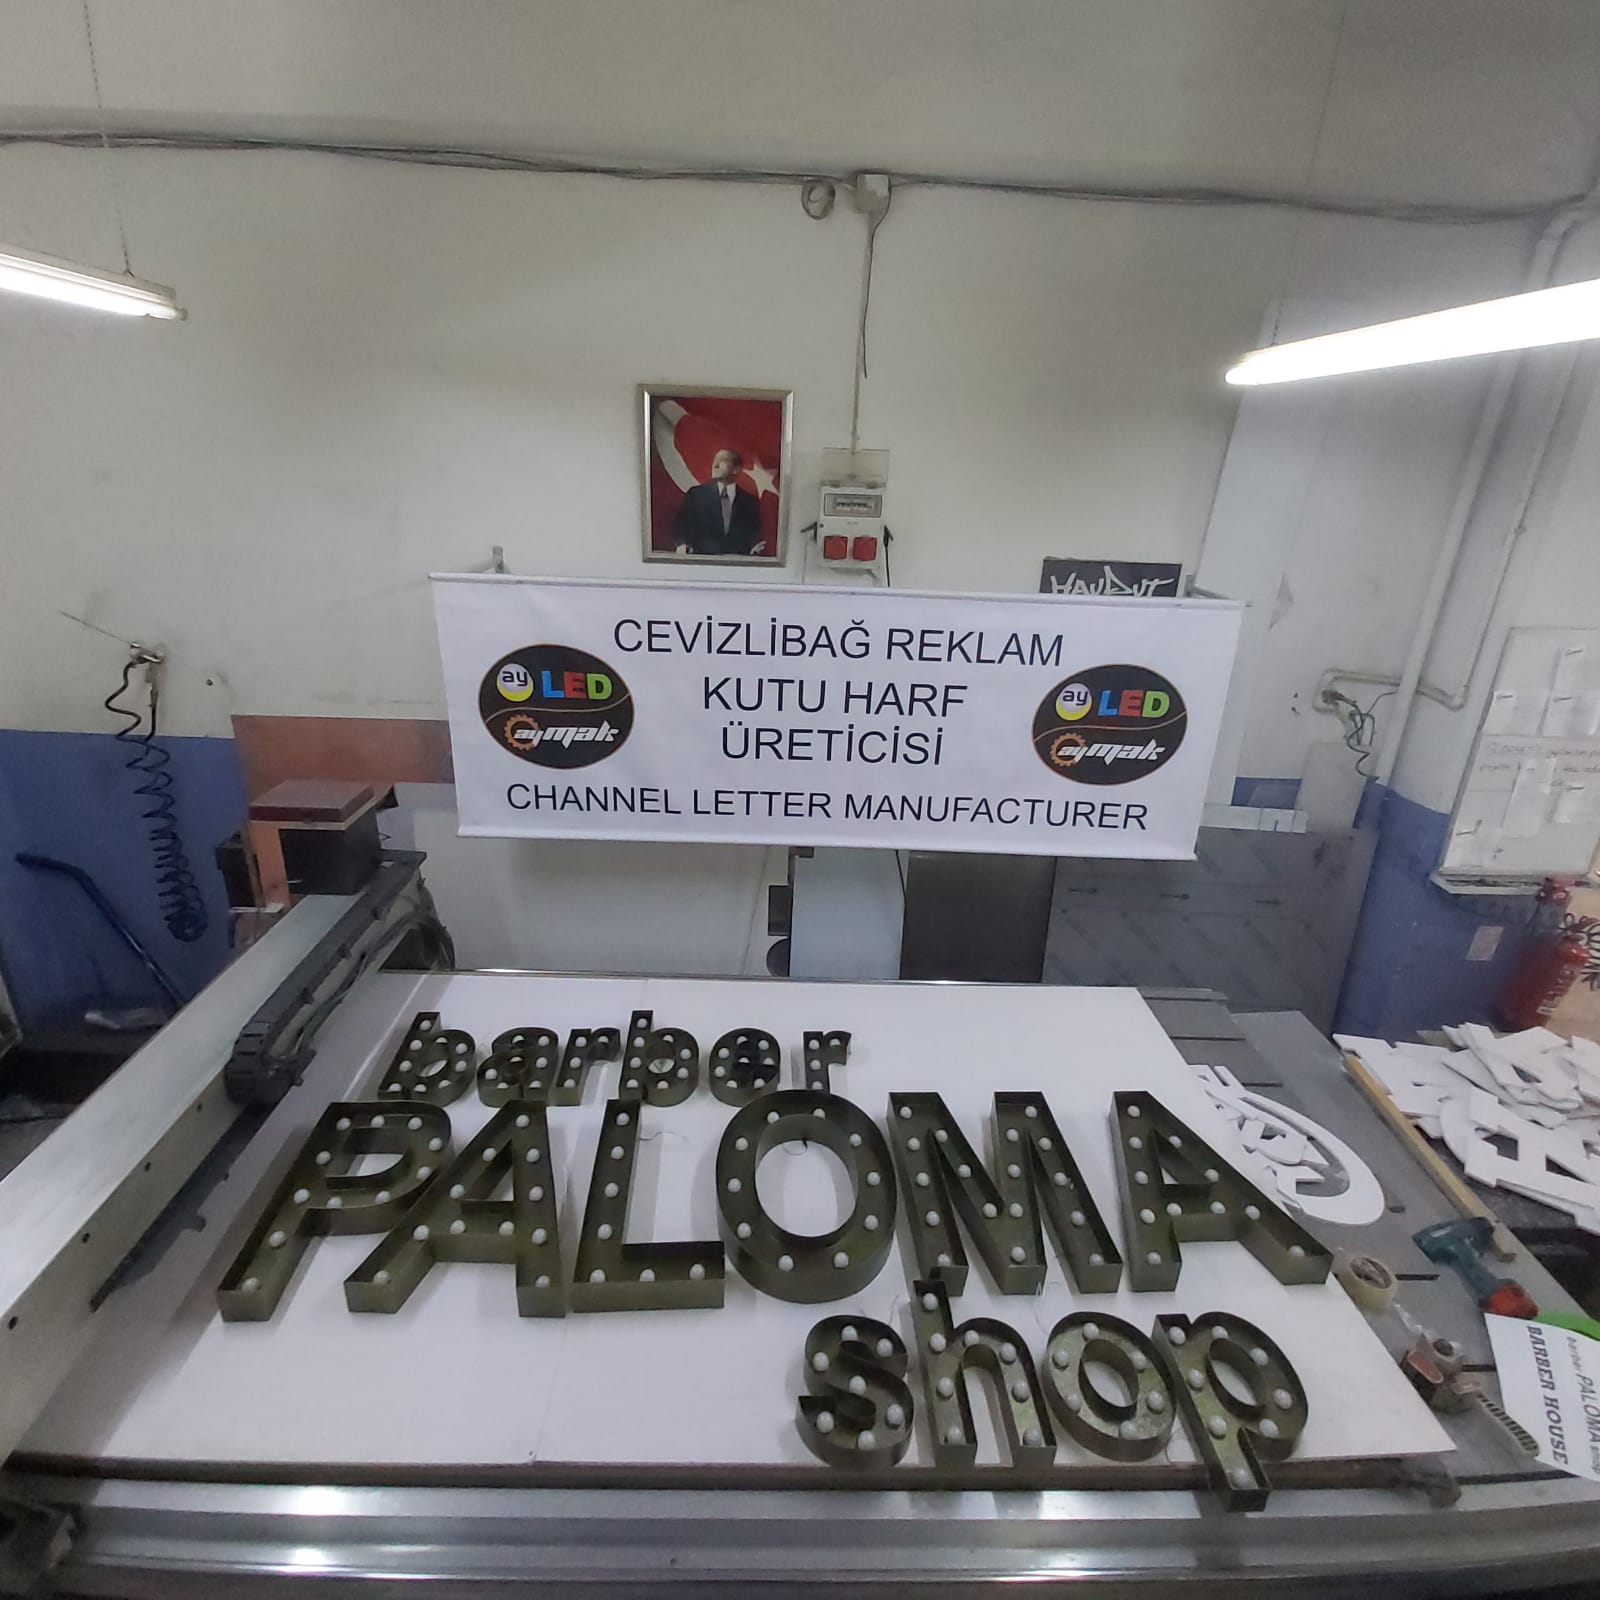 HAUDUT
CEVİZLİBAĞ REKLAM
KUTU HARF
ÜRETİCİSİ
CHANNEL LETTER MANUFACTURER
ay LED
aymak
ay LED
aymak
barber
PALOMA
shop
barber PALOMA shop
BARBER HOUSE